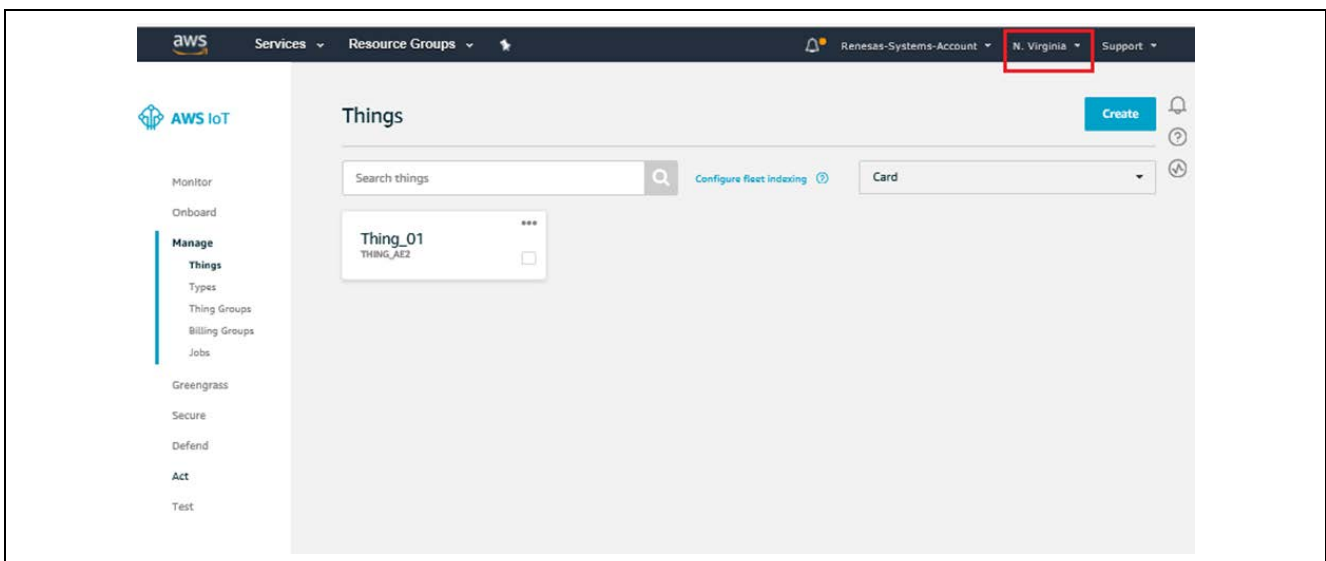 aws Services Resource Groups Renesas-Systems-Account N. Virginia Support
AWS IoT
Things
Create
Search things
Configure fleet indexing
Card
Monitor
Onboard
Manage
Things
Types
Thing Groups
Billing Groups
Jobs
Greengrass
Secure
Defend
Act
Test
Thing_01
THING_AE2